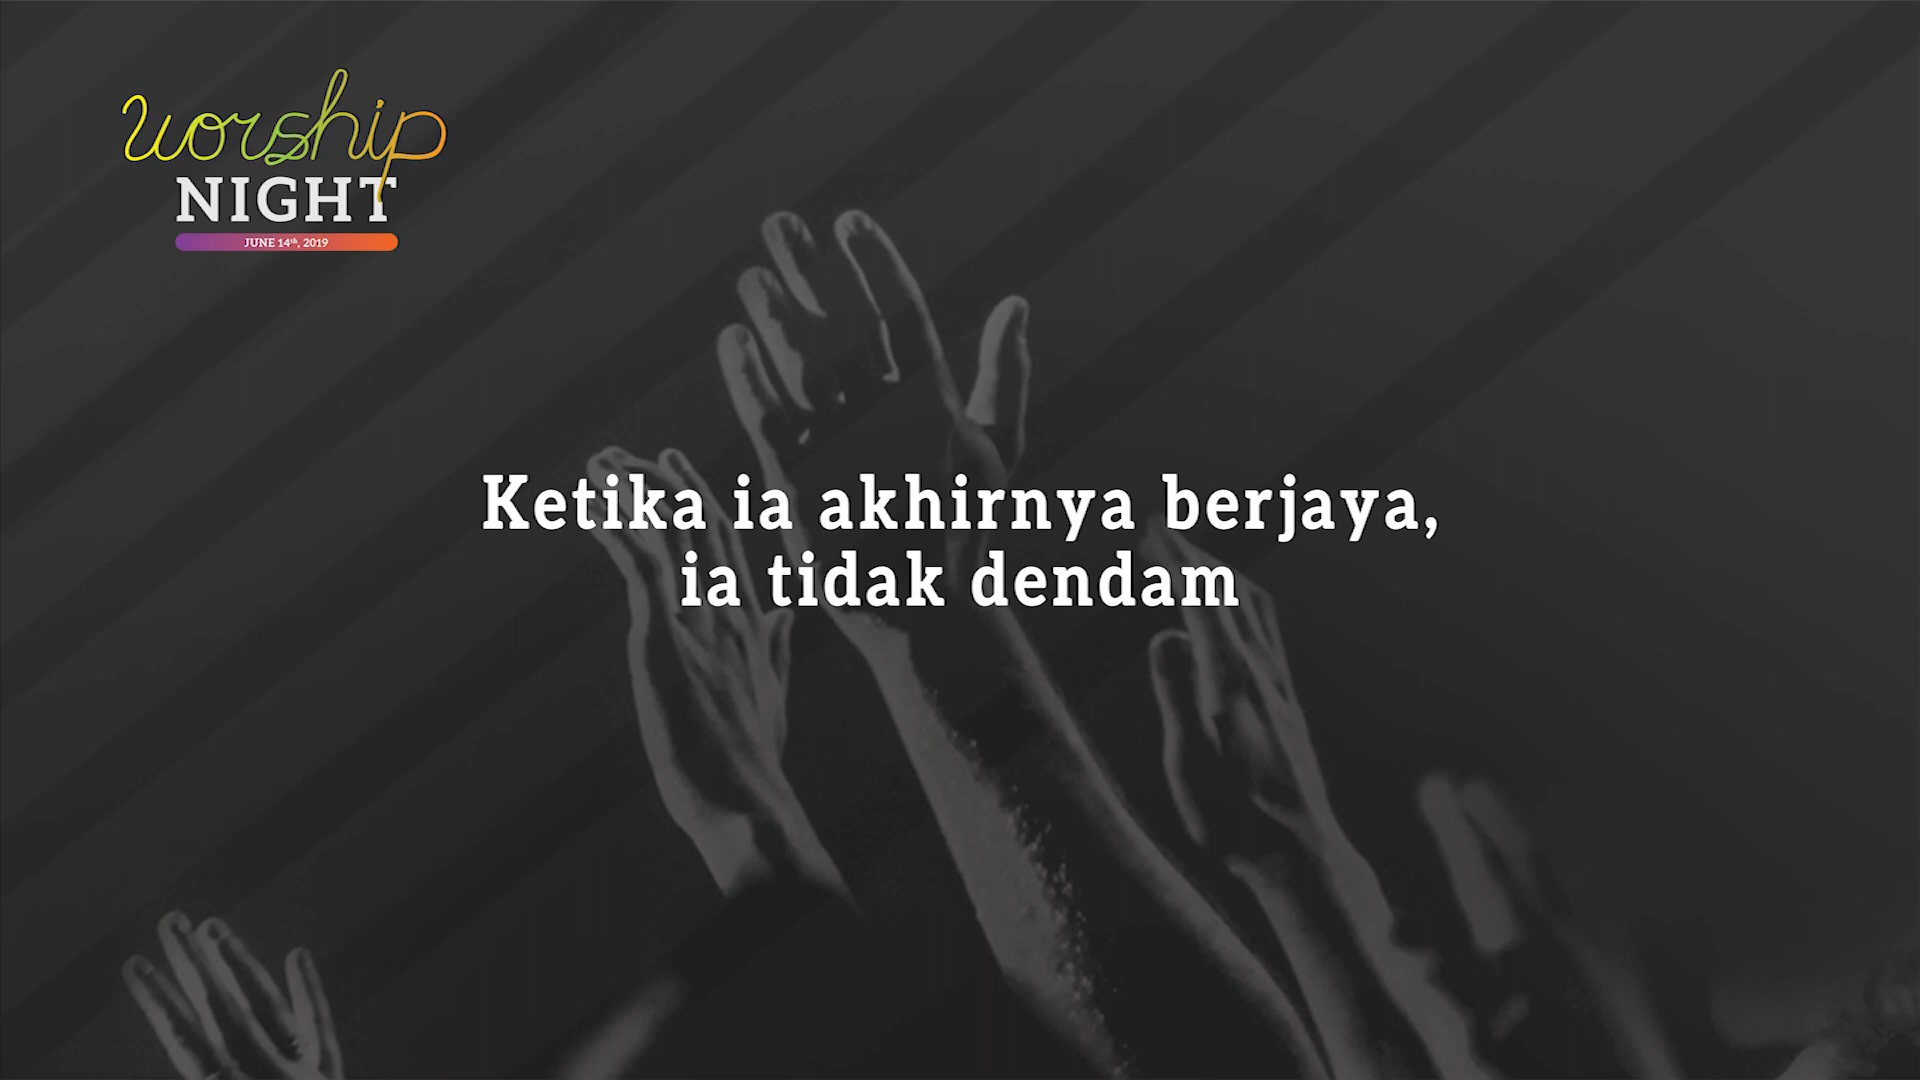 worship
NIGHT
JUNE 14th, 2019
Ketika ia akhirnya berjaya,
ia tidak dendam